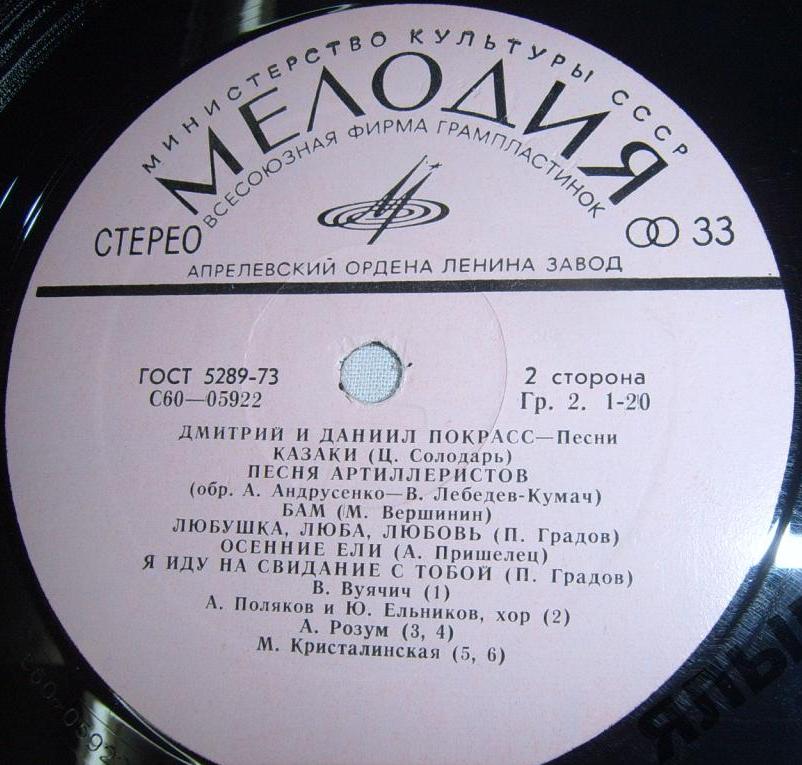 МИНИСТЕРСТВО КУЛЬТУРЫ СССР
МЕЛОДИЯ
ВСЕСОЮЗНАЯ ФИРМА ГРАМПЛАСТИНОК
СТЕРЕО
33
АПРЕЛЕВСКИЙ ОРДЕНА ЛЕНИНА ЗАВОД
ГОСТ 5289-73
2 сторона
С60—05922
Гр. 2. 1-20
ДМИТРИЙ И ДАНИИЛ ПОКРАСС—Песни
КАЗАКИ (Ц. Солодарь)
ПЕСНЯ АРТИЛЛЕРИСТОВ
(обр. А. Андрусенко—В. Лебедев-Кумач)
БАМ (М. Вершинин)
ЛЮБУШКА, ЛЮБА, ЛЮБОВЬ (П. Градов)
ОСЕННИЕ ЕЛИ (А. Пришелец)
Я ИДУ НА СВИДАНИЕ С ТОБОЙ (П. Градов)
В. Вуячич (1)
А. Поляков и Ю. Ельников, хор (2)
А. Розум (3, 4)
М. Кристалинская (5, 6)